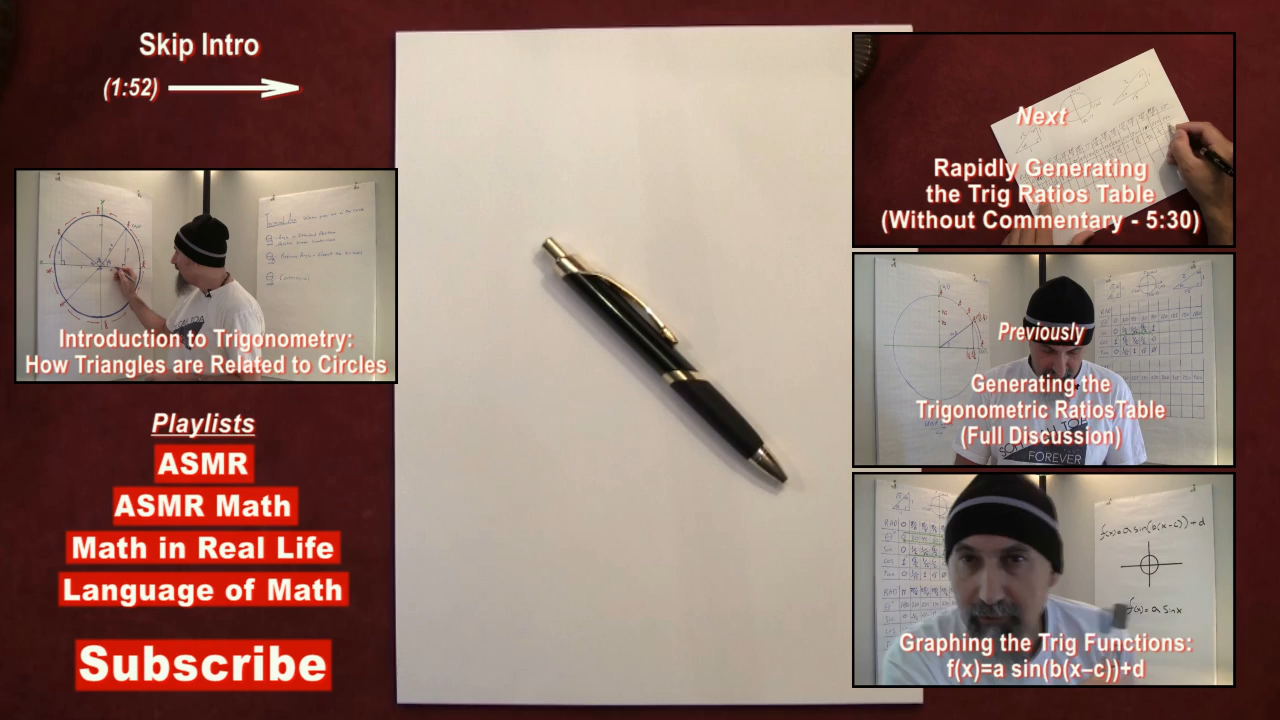 Skip Intro
(1:52)
Introduction to Trigonometry:
How Triangles are Related to Circles
Playlists
ASMR
ASMR Math
Math in Real Life
Language of Math
Subscribe
Next
Rapidly Generating
the Trig Ratios Table
(Without Commentary - 5:30)
Previously
Generating the
Trigonometric RatiosTable
(Full Discussion)
FOREVER
f(x)=a sin(b(x-c))+d
f(x)=a sinx
Graphing the Trig Functions:
f(x)=a sin(b(x–c))+d